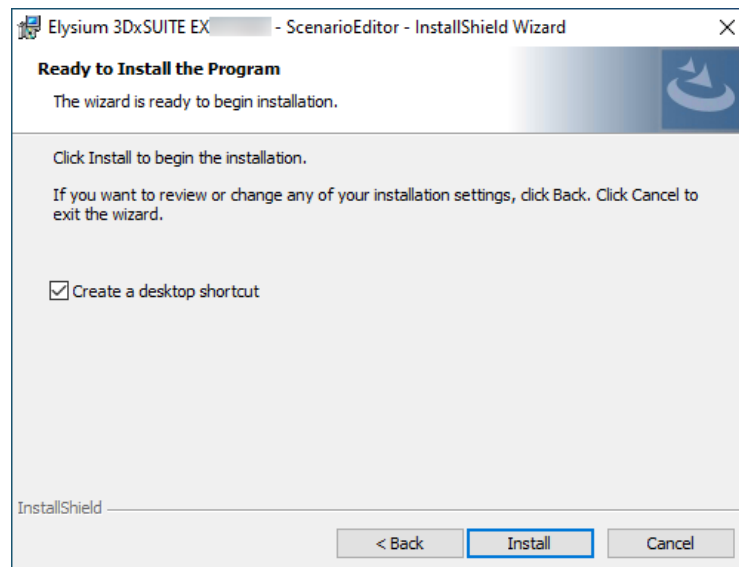 Elysium 3DxSUITE EX - ScenarioEditor - InstallShield Wizard
Ready to Install the Program
The wizard is ready to begin installation.
Click Install to begin the installation.
If you want to review or change any of your installation settings, click Back. Click Cancel to
exit the wizard.
Create a desktop shortcut
InstallShield
< Back Install Cancel